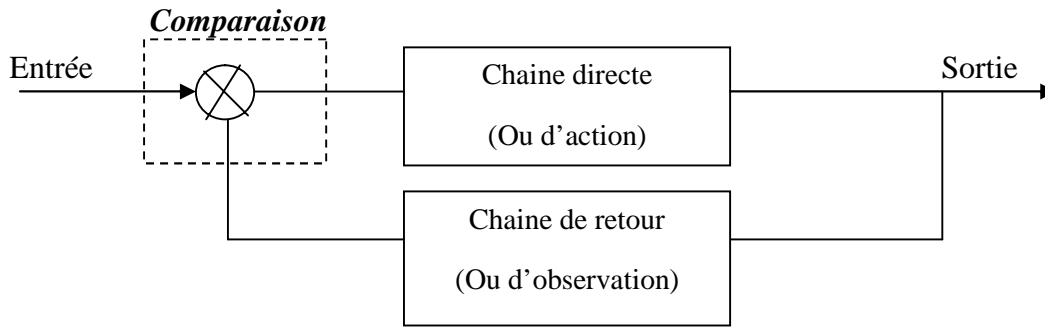 Comparaison
Entrée
Chaine directe
(Ou d’action)
Sortie
Chaine de retour
(Ou d’observation)